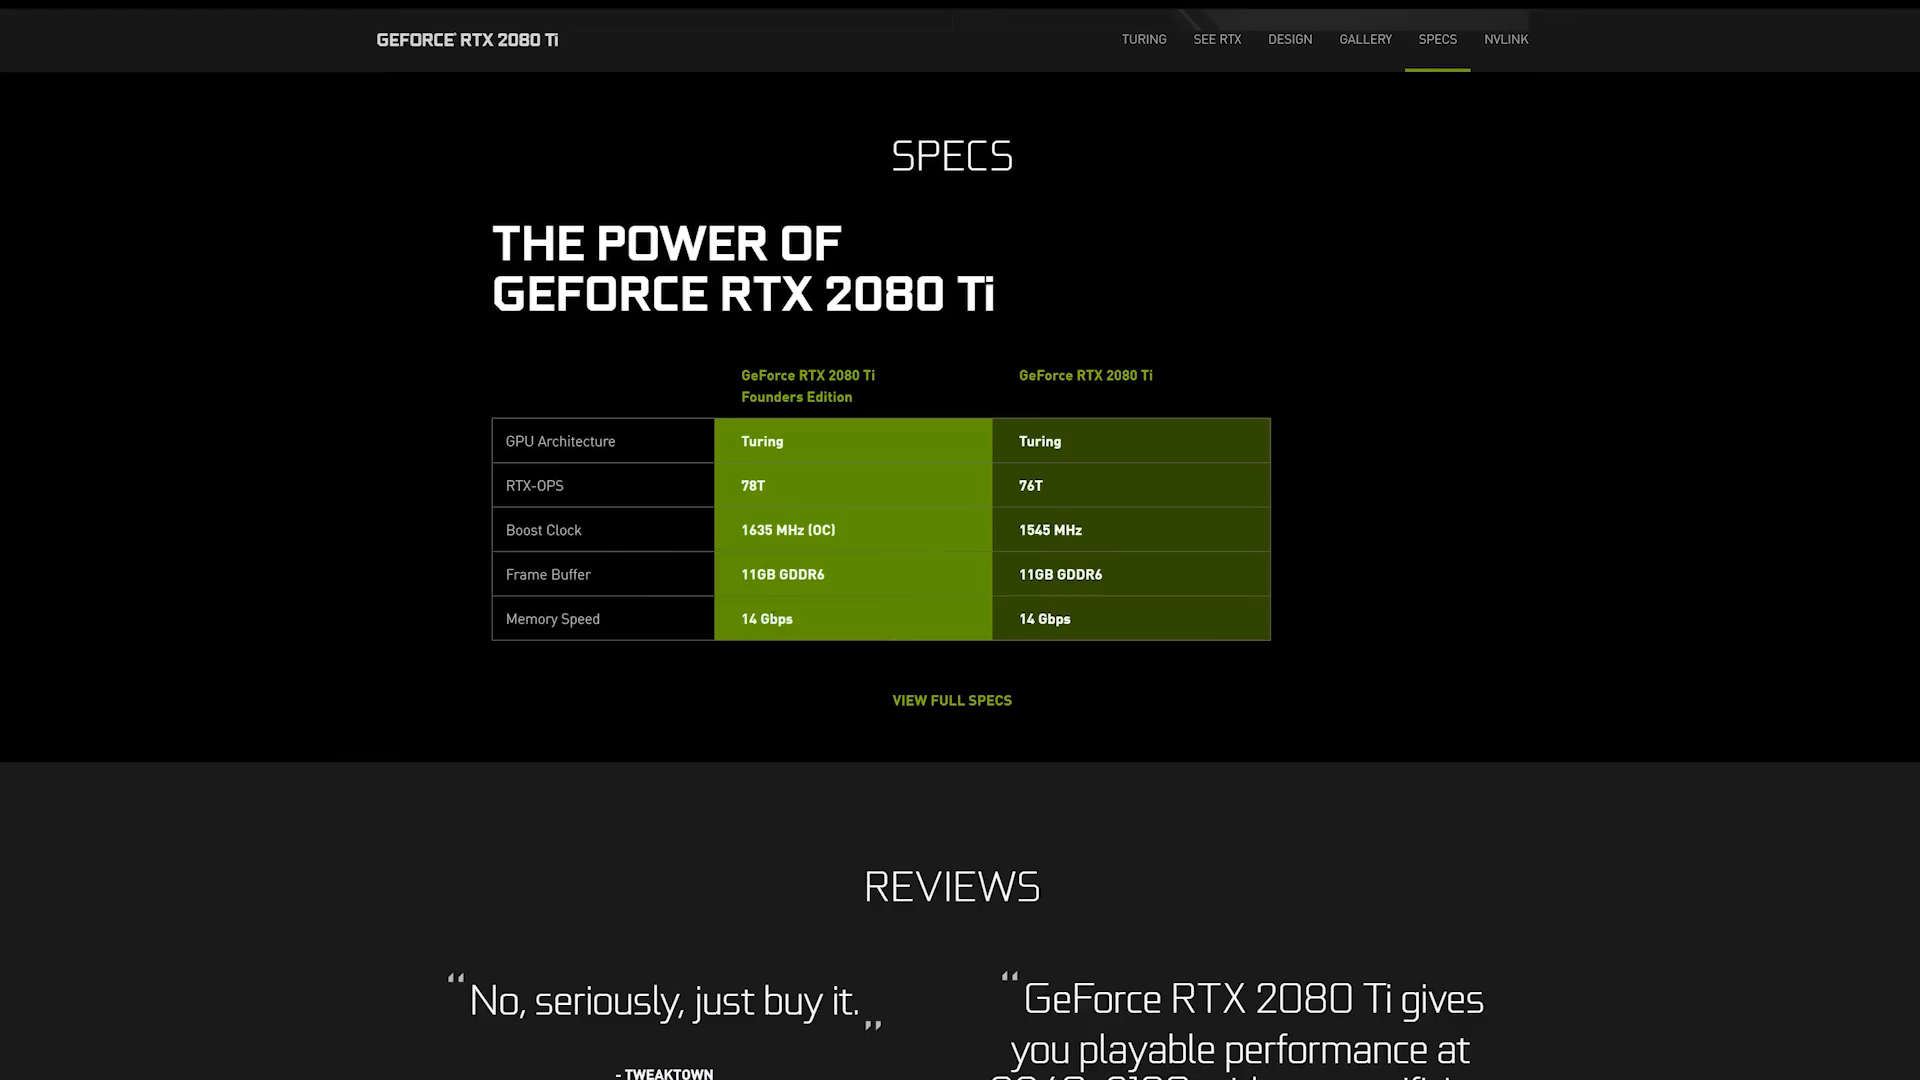 GEFORCE RTX 2080 Ti
TURING SEE RTX DESIGN GALLERY SPECS NVLINK
SPECS
THE POWER OF
GEFORCE RTX 2080 Ti
GeForce RTX 2080 Ti
Founders Edition
GeForce RTX 2080 Ti
GPU Architecture Turing Turing
RTX-OPS 78T 76T
Boost Clock 1635 MHz (OC) 1545 MHz
Frame Buffer 11GB GDDR6 11GB GDDR6
Memory Speed 14 Gbps 14 Gbps
VIEW FULL SPECS
REVIEWS
“No, seriously, just buy it.”
- TWEAKTOWN
“GeForce RTX 2080 Ti gives
you playable performance at